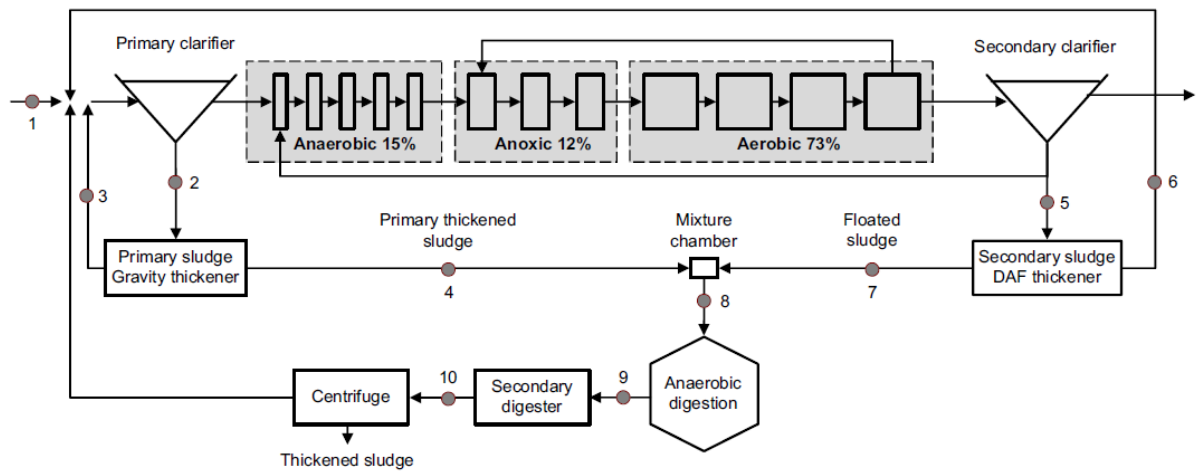 Primary clarifier
Secondary clarifier
1
Anaerobic 15%
Anoxic 12%
Aerobic 73%
2
3
5
6
Primary sludge
Gravity thickener
Primary thickened
sludge
4
Mixture
chamber
Floated
sludge
7
Secondary sludge
DAF thickener
8
Centrifuge
10
Secondary
digester
9
Anaerobic
digestion
Thickened sludge